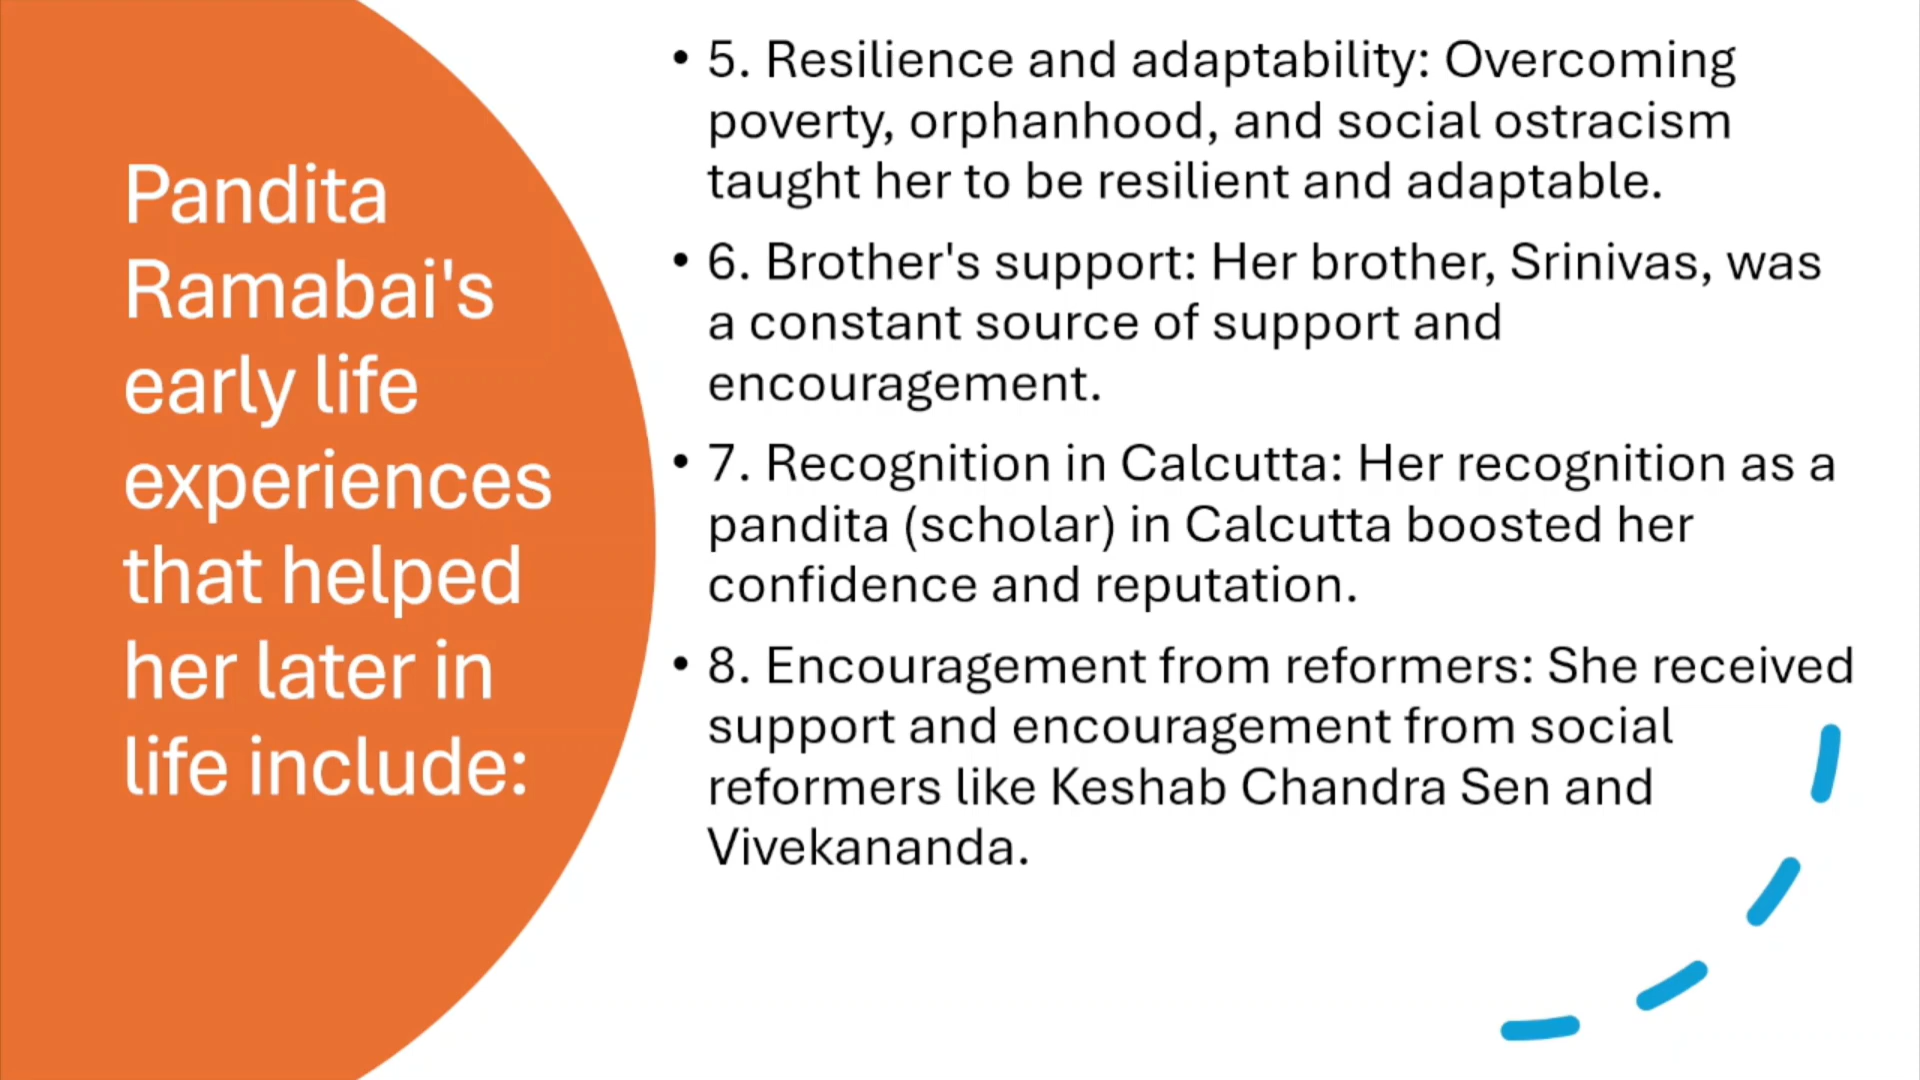 Pandita
Ramabai's
early life
experiences
that helped
her later in
life include:
• 5. Resilience and adaptability: Overcoming
poverty, orphanhood, and social ostracism
taught her to be resilient and adaptable.
• 6. Brother's support: Her brother, Srinivas, was
a constant source of support and
encouragement.
• 7. Recognition in Calcutta: Her recognition as a
pandita (scholar) in Calcutta boosted her
confidence and reputation.
• 8. Encouragement from reformers: She received
support and encouragement from social
reformers like Keshab Chandra Sen and
Vivekananda.